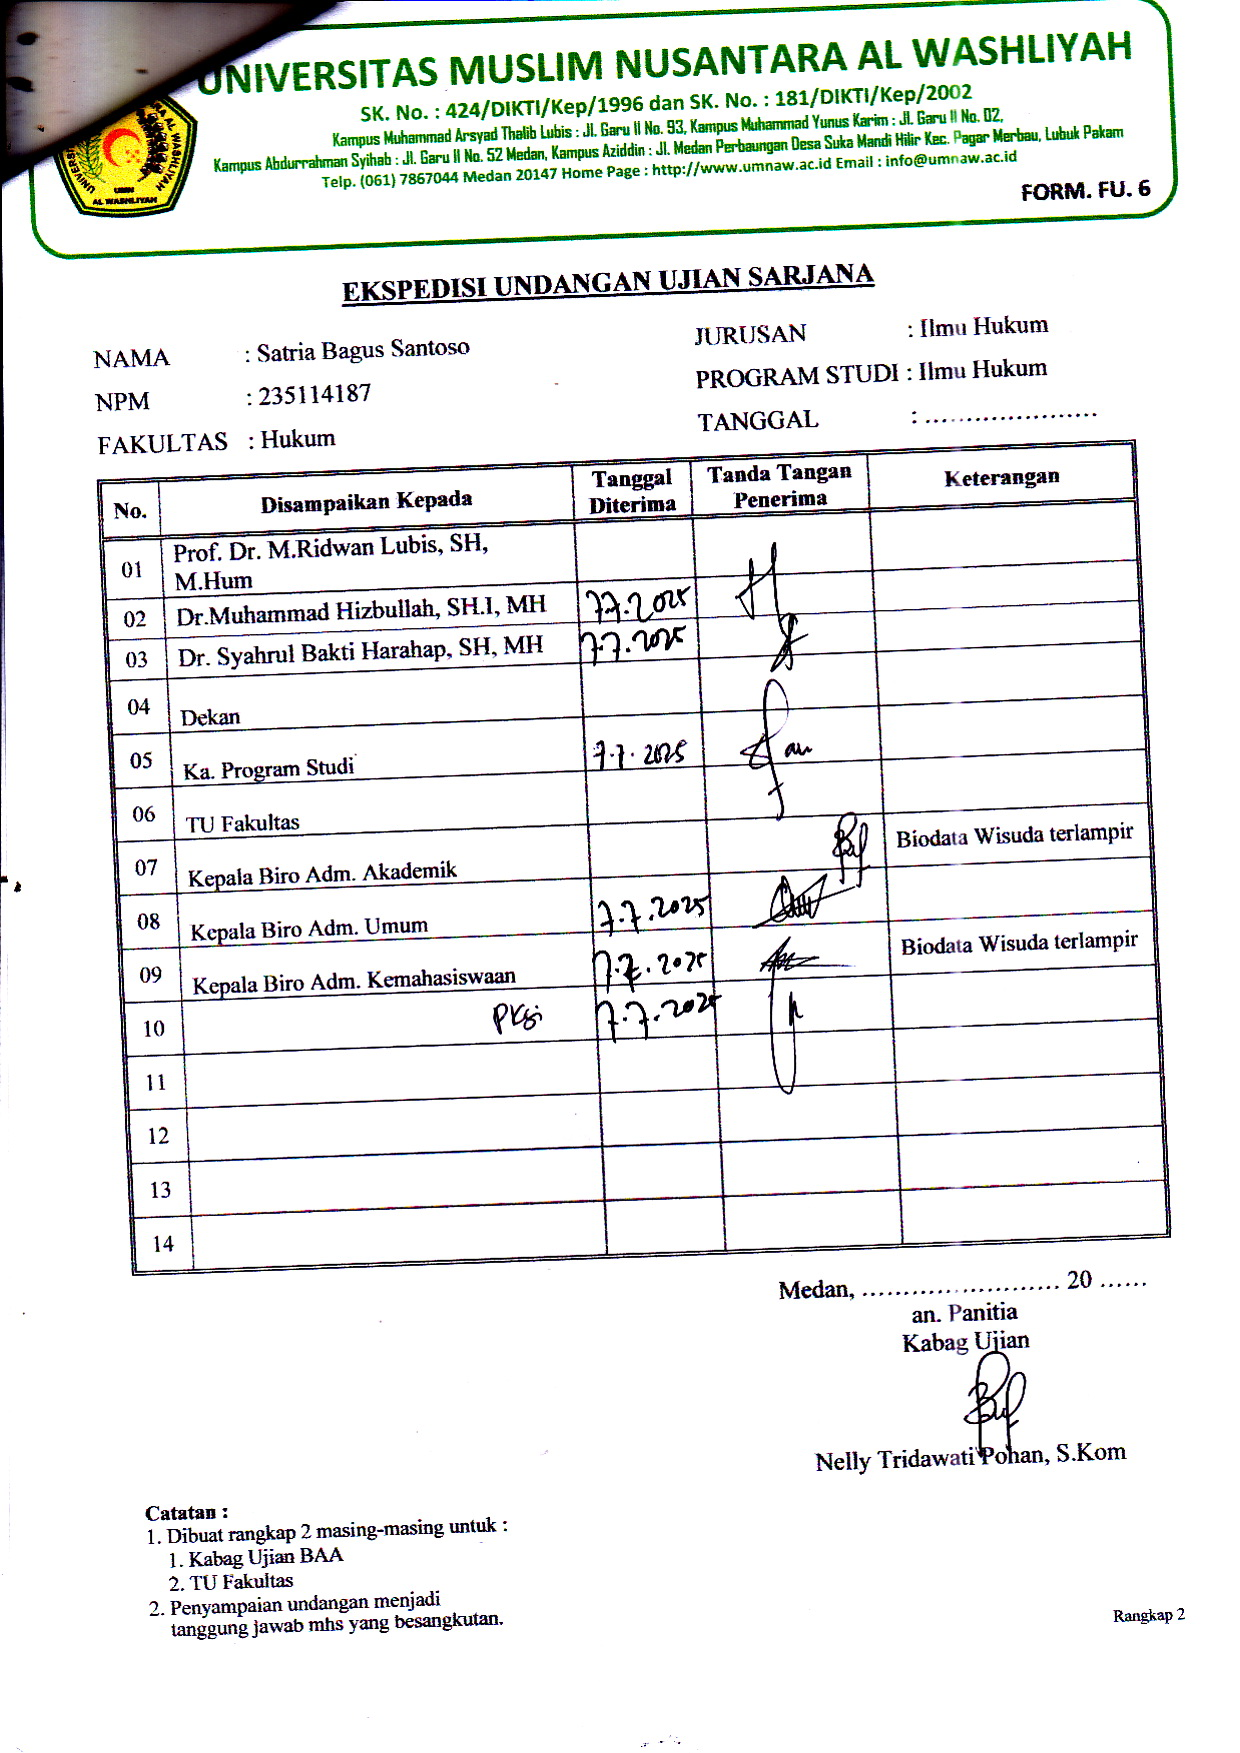 UNIVERSITAS MUSLIM NUSANTARA AL WASHLIYAH
SK. No. : 424/DIKTI/Kep/1996 dan SK. No. : 181/DIKTI/Kep/2002
Kampus Muhammad Arsyad Thalib Lubis : Jl. Garu II No. 93, Kampus Muhammad Yunus Karim : Jl. Garu II No. 02,
Kampus Abdurrahman Syihab : Jl. Garu II No. 52 Medan, Kampus Aziddin : Jl. Medan Perbaungan Desa Suka Mandi Hilir Kec. Pagar Merbau, Lubuk Pakam
Telp. (061) 7867044 Medan 20147 Home Page : http://www.umnaw.ac.id Email : info@umnaw.ac.id
UMN
AL WASHLIYAH
FORM. FU. 6
EKSPEDISI UNDANGAN UJIAN SARJANA
NAMA : Satria Bagus Santoso
NPM : 235114187
FAKULTAS : Hukum
JURUSAN : Ilmu Hukum
PROGRAM STUDI : Ilmu Hukum
TANGGAL : .....................
No. Disampaikan Kepada Tanggal Diterima Tanda Tangan Penerima Keterangan
01 Prof. Dr. M.Ridwan Lubis, SH,
M.Hum
02 Dr.Muhammad Hizbullah, SH.I, MH 7.7.2025
03 Dr. Syahrul Bakti Harahap, SH, MH 7.7.2025
04 Dekan
05 Ka. Program Studi 7.7.2025
06 TU Fakultas
07 Kepala Biro Adm. Akademik Biodata Wisuda terlampir
08 Kepala Biro Adm. Umum 7.7.2025
09 Kepala Biro Adm. Kemahasiswaan 7.7.2025 Biodata Wisuda terlampir
10 7.7.2025
11
12
13
14
Medan, ........................ 20 ......
an. Panitia
Kabag Ujian
Nelly Tridawati Pohan, S.Kom
Catatan :
1. Dibuat rangkap 2 masing-masing untuk :
1. Kabag Ujian BAA
2. TU Fakultas
2. Penyampaian undangan menjadi
tanggung jawab mhs yang besangkutan.
Rangkap 2